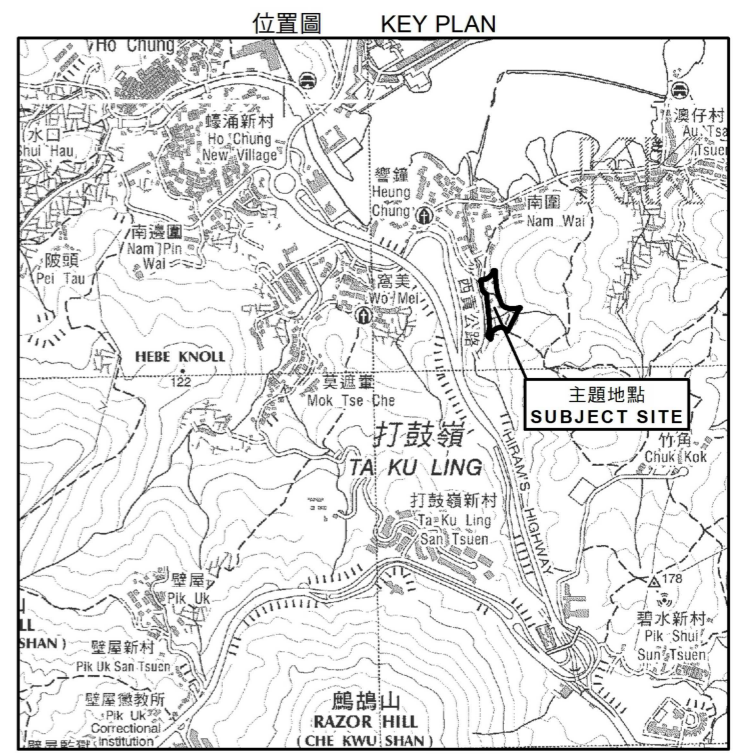 位置圖 KEY PLAN
Ho Chung
水口
Shui Hau
蠔涌新村
Ho Chung
New Village
澳仔村
Au Tsai
Tsuen
響鐘
Heung
Chung
南圍
Nam Wai
南邊圍
Nam Pin
Wai
陂頭
Pei Tau
窩美
Wo Mei
西貢公路
HEBE KNOLL
122
莫遮輋
Mok Tse Che
主題地點
SUBJECT SITE
打鼓嶺
TA KU LING
HIRAM'S HIGHWAY
竹角
Chuk Kok
打鼓嶺新村
Ta Ku Ling
San Tsuen
178
碧水新村
Pik Shui
Sun Tsuen
壁屋
Pik Uk
LL
SHAN)
壁屋新村
Pik Uk San Tsuen
壁屋懲教所
Pik Uk
Correctional
Institution
壁屋監獄
鷓鴣山
RAZOR HILL
(CHE KWU SHAN)